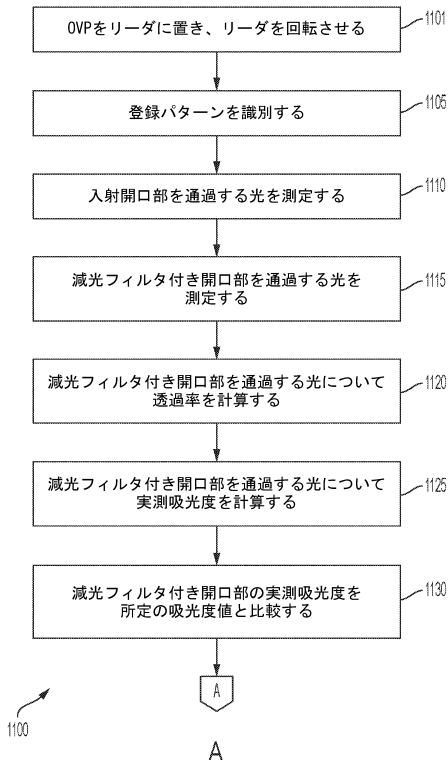 OVPをリーダに置き、リーダを回転させる
1101
登録パターンを識別する
1105
入射開口部を通過する光を測定する
1110
減光フィルタ付き開口部を通過する光を
測定する
1115
減光フィルタ付き開口部を通過する光について
透過率を計算する
1120
減光フィルタ付き開口部を通過する光について
実測吸光度を計算する
1125
減光フィルタ付き開口部の実測吸光度を
所定の吸光度値と比較する
1130
A
1100
A